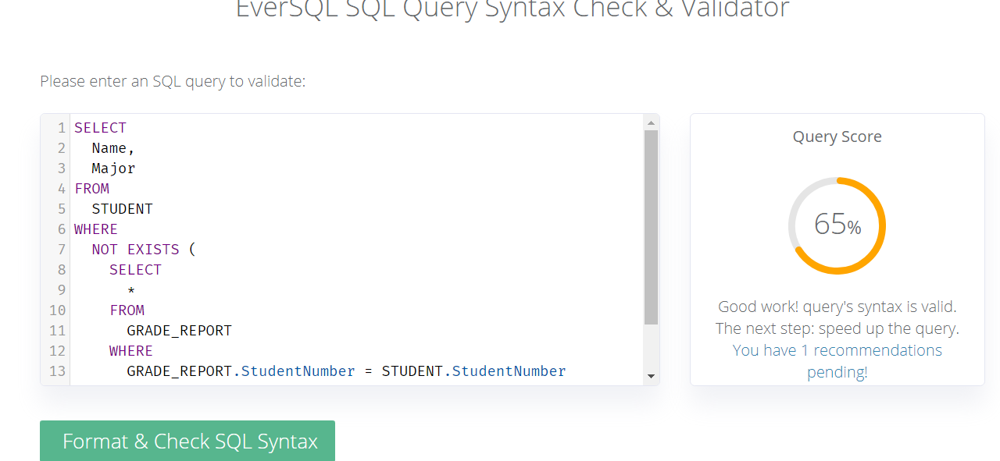 EverSQL SQL Query Syntax Check & Validator
Please enter an SQL query to validate:
1 SELECT
2 Name,
3 Major
4 FROM
5 STUDENT
6 WHERE
7 NOT EXISTS (
8 SELECT
9 *
10 FROM
11 GRADE_REPORT
12 WHERE
13 GRADE_REPORT.StudentNumber = STUDENT.StudentNumber
Query Score
65%
Good work! query's syntax is valid.
The next step: speed up the query.
You have 1 recommendations
pending!
Format & Check SQL Syntax